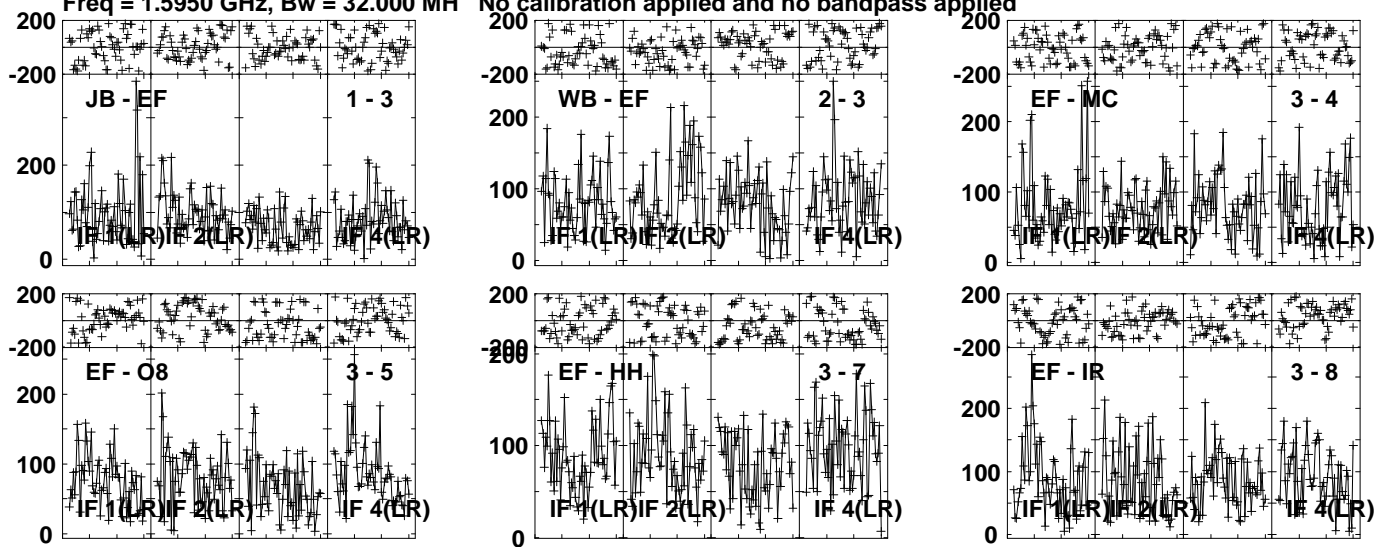 Freq = 1.5950 GHz, Bw = 32.000 MH No calibration applied and no bandpass applied
200 200 200
-200 -200 -200
JB - EF 1 - 3 WB - EF 2 - 3 EF - MC 3 - 4
200 200
200
100 100
IF 1(LR) IF 2(LR) IF 4(LR) IF 1(LR) IF 2(LR) IF 4(LR) IF 1(LR) IF 2(LR) IF 4(LR)
0 0 0
200 200 200
-200 -200 -200
200
EF - O8 3 - 5 EF - HH 3 - 7 EF - IR 3 - 8
200 200
100 100 100
IF 1(LR) IF 2(LR) IF 4(LR) IF 1(LR) IF 2(LR) IF 4(LR) IF 1(LR) IF 2(LR) IF 4(LR)
0 0 0